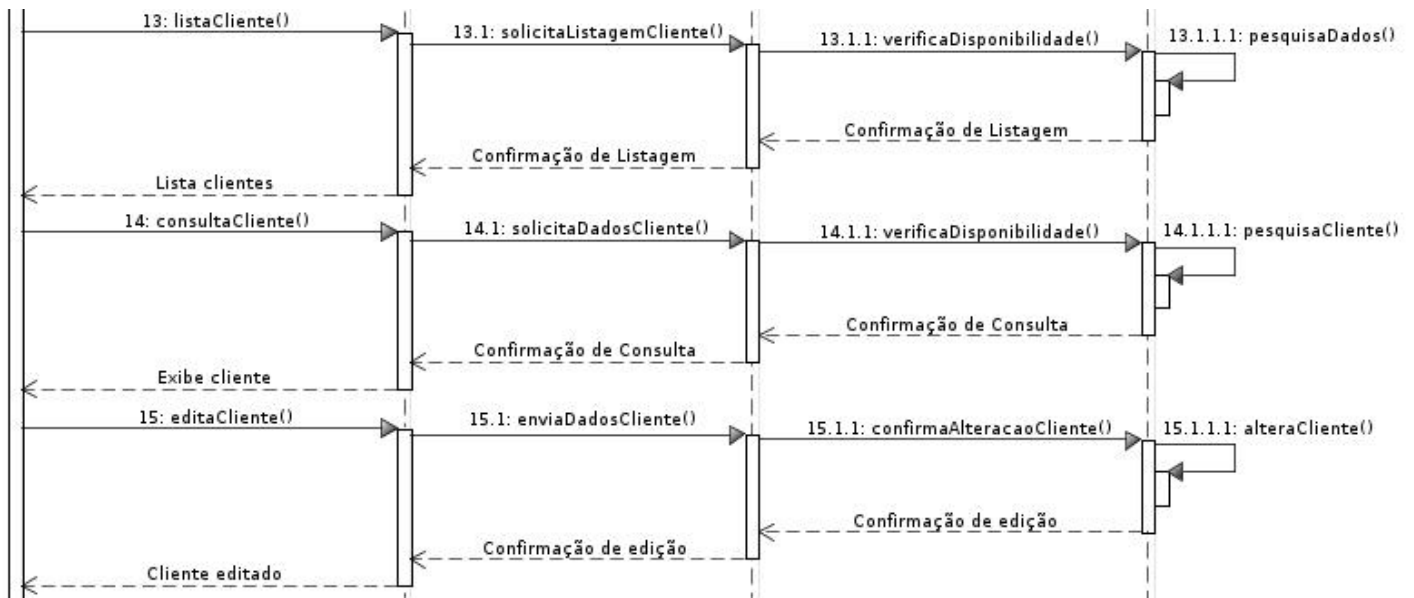 13: listaCliente()
13.1: solicitaListagemCliente()
13.1.1: verificaDisponibilidade()
13.1.1.1: pesquisaDados()
Confirmação de Listagem
Confirmação de Listagem
Lista clientes
14: consultaCliente()
14.1: solicitaDadosCliente()
14.1.1: verificaDisponibilidade()
14.1.1.1: pesquisaCliente()
Confirmação de Consulta
Confirmação de Consulta
Exibe cliente
15: editaCliente()
15.1: enviaDadosCliente()
15.1.1: confirmaAlteracaoCliente()
15.1.1.1: alteraCliente()
Confirmação de edição
Confirmação de edição
Cliente editado